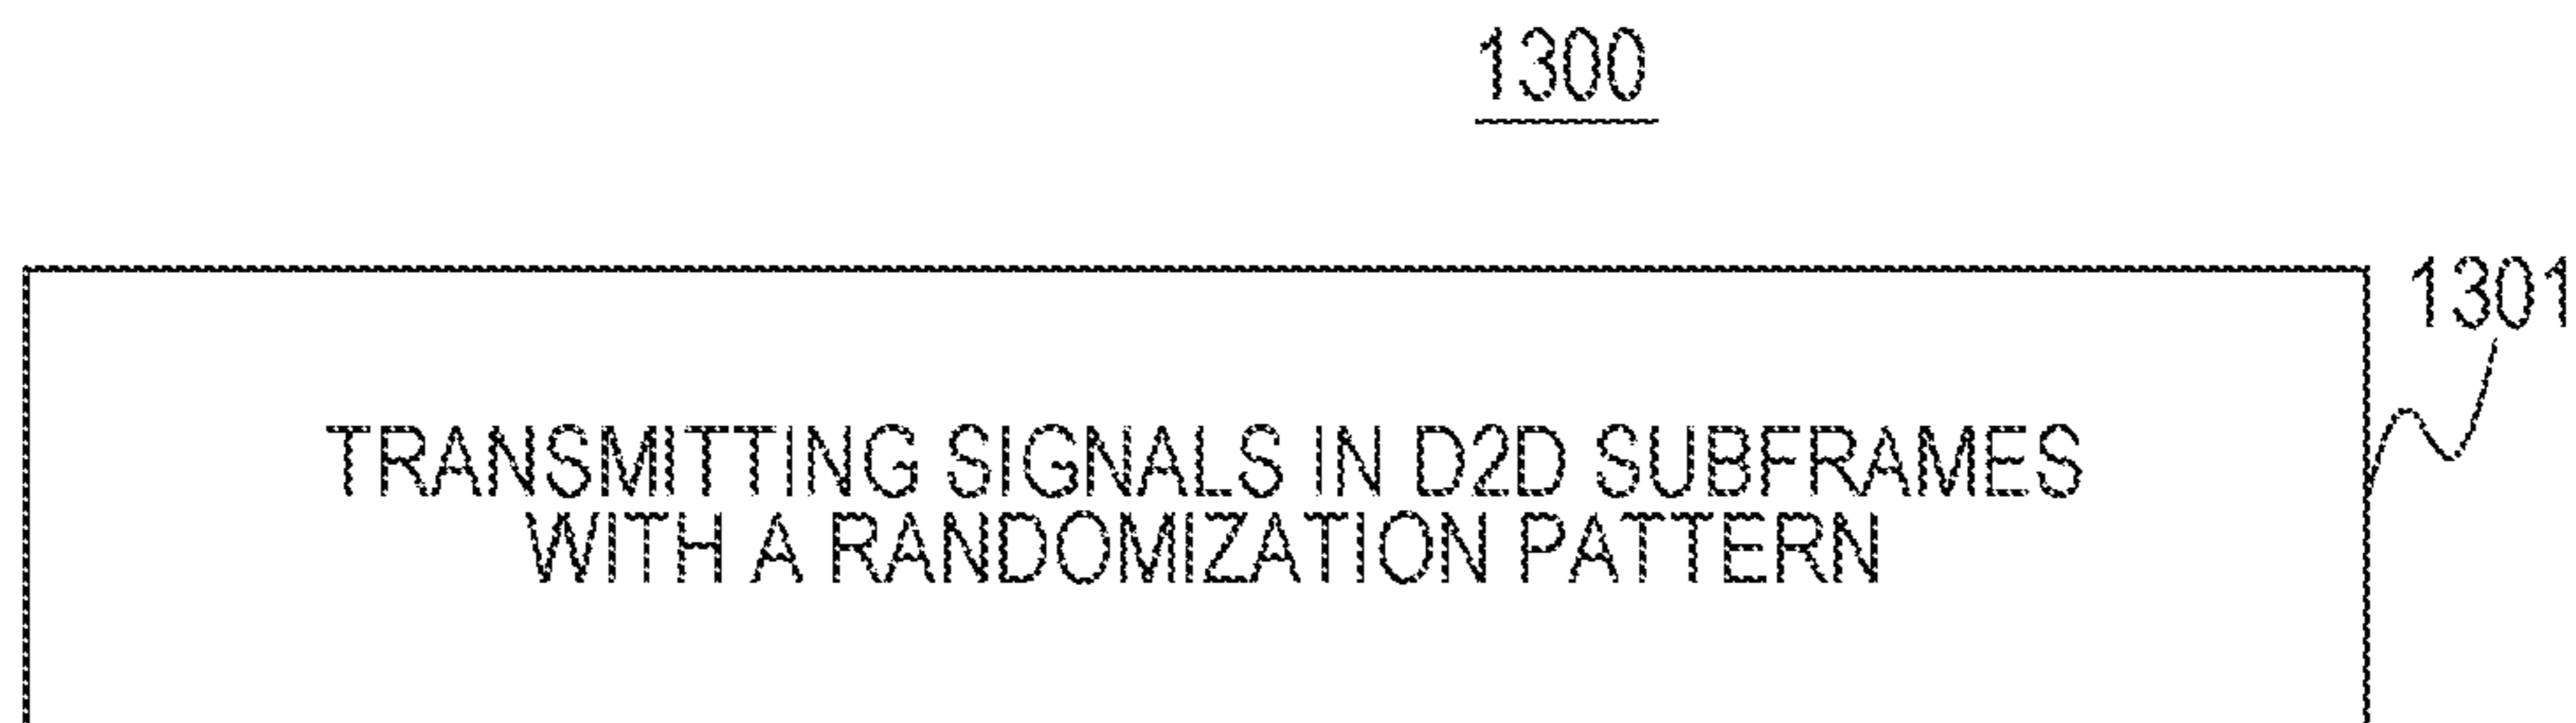 1300
1301
TRANSMITTING SIGNALS IN D2D SUBFRAMES
WITH A RANDOMIZATION PATTERN